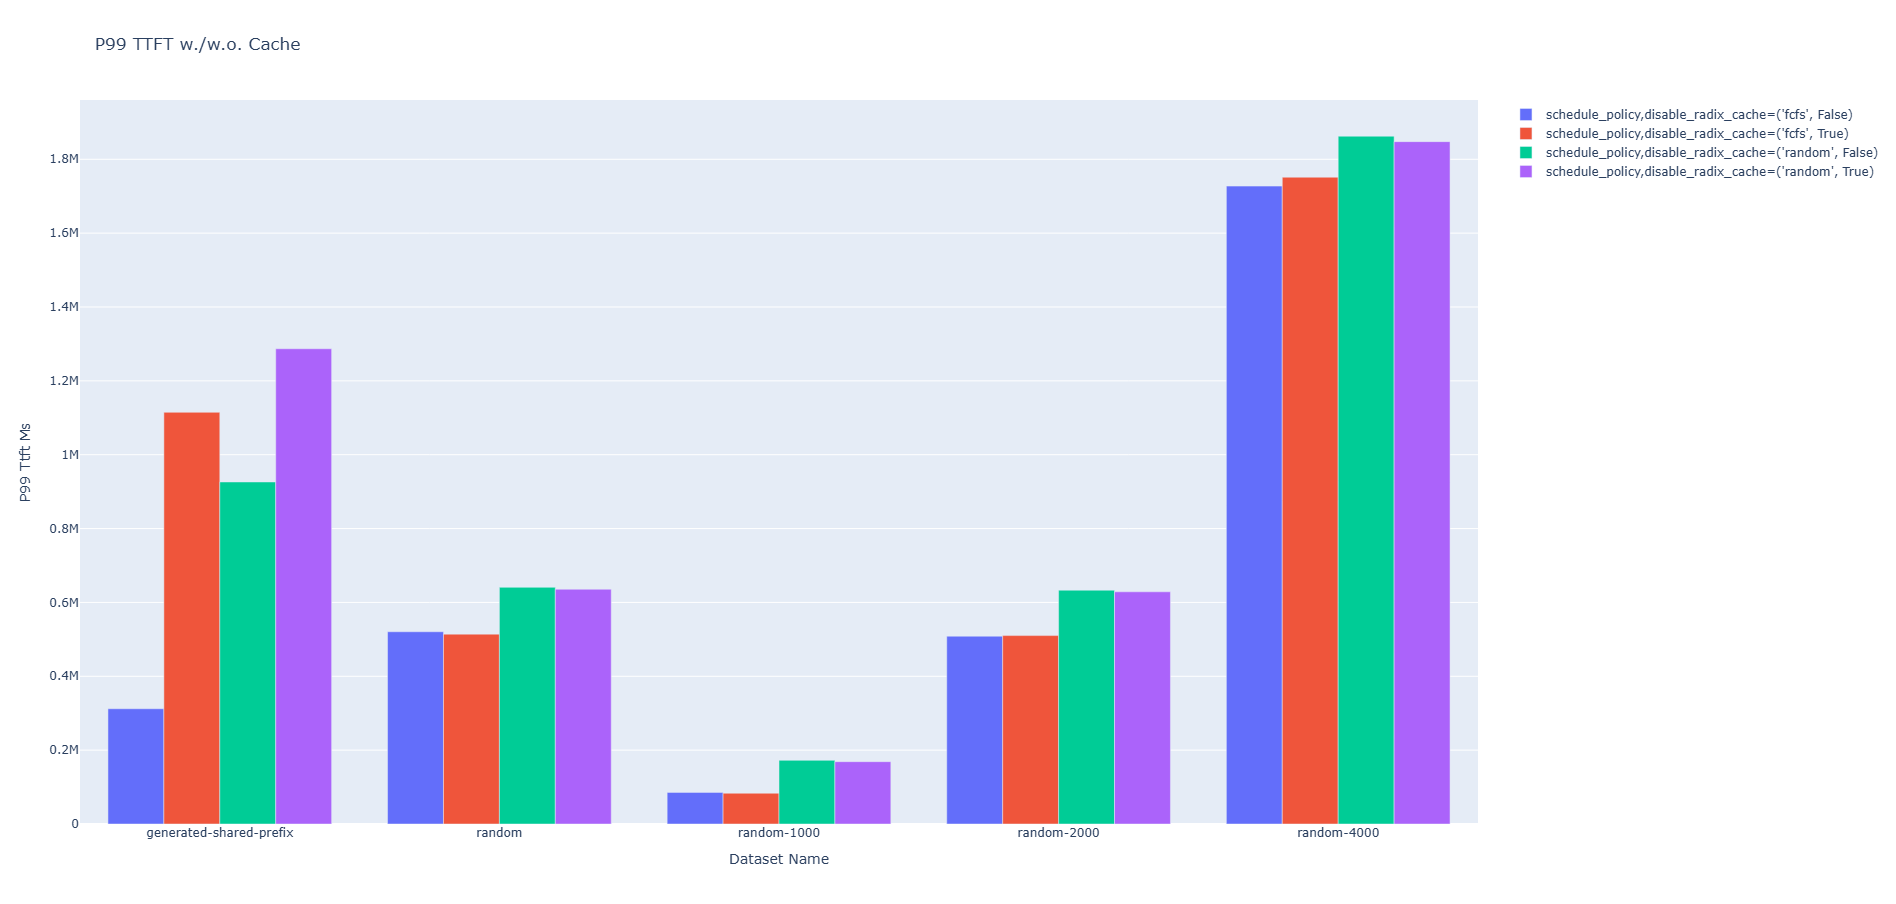 P99 TTFT w./w.o. Cache
schedule_policy,disable_radix_cache=('fcfs', False)
schedule_policy,disable_radix_cache=('fcfs', True)
schedule_policy,disable_radix_cache=('random', False)
schedule_policy,disable_radix_cache=('random', True)
P99 Ttft Ms
1.8M
1.6M
1.4M
1.2M
1M
0.8M
0.6M
0.4M
0.2M
0
generated-shared-prefix
random
random-1000
random-2000
random-4000
Dataset Name